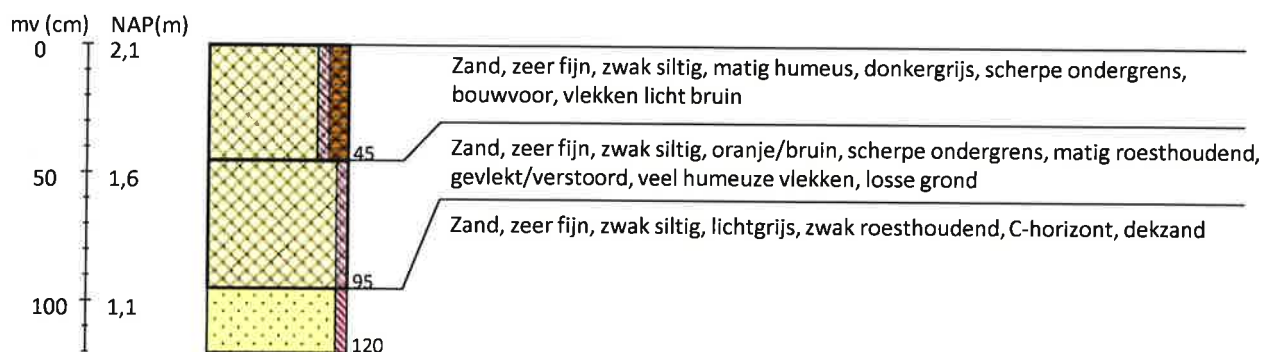 mv (cm) NAP(m)
0 2,1
Zand, zeer fijn, zwak siltig, matig humeus, donkergrijs, scherpe ondergrens,
bouwvoor, vlekken licht bruin
45
Zand, zeer fijn, zwak siltig, oranje/bruin, scherpe ondergrens, matig roesthoudend,
50 1,6
gevlekt/verstoord, veel humeuze vlekken, losse grond
Zand, zeer fijn, zwak siltig, lichtgrijs, zwak roesthoudend, C-horizont, dekzand
95
100 1,1
120